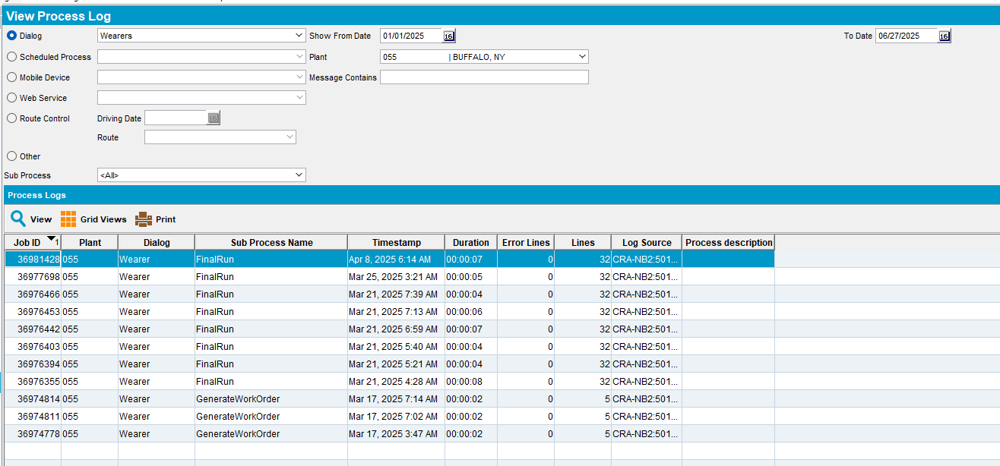 View Process Log
Dialog Wearers Show From Date 01/01/2025 16 To Date 06/27/2025 16
Scheduled Process Plant 055 | BUFFALO, NY
Mobile Device Message Contains
Web Service
Route Control Driving Date 16
Route
Other
Sub Process <All>
Process Logs
View Grid Views Print
Job ID 1 Plant Dialog Sub Process Name Timestamp Duration Error Lines Lines Log Source Process description
36981428 055 Wearer FinalRun Apr 8, 2025 6:14 AM 00:00:07 0 32 CRA-NB2:501...
36977698 055 Wearer FinalRun Mar 25, 2025 3:21 AM 00:00:05 0 32 CRA-NB2:501...
36976466 055 Wearer FinalRun Mar 21, 2025 7:39 AM 00:00:04 0 32 CRA-NB2:501...
36976453 055 Wearer FinalRun Mar 21, 2025 7:13 AM 00:00:06 0 32 CRA-NB2:501...
36976442 055 Wearer FinalRun Mar 21, 2025 6:59 AM 00:00:07 0 32 CRA-NB2:501...
36976403 055 Wearer FinalRun Mar 21, 2025 5:40 AM 00:00:04 0 32 CRA-NB2:501...
36976394 055 Wearer FinalRun Mar 21, 2025 5:21 AM 00:00:04 0 32 CRA-NB2:501...
36976355 055 Wearer FinalRun Mar 21, 2025 4:28 AM 00:00:08 0 32 CRA-NB2:501...
36974814 055 Wearer GenerateWorkOrder Mar 17, 2025 7:14 AM 00:00:02 0 5 CRA-NB2:501...
36974811 055 Wearer GenerateWorkOrder Mar 17, 2025 7:02 AM 00:00:02 0 5 CRA-NB2:501...
36974778 055 Wearer GenerateWorkOrder Mar 17, 2025 3:47 AM 00:00:02 0 5 CRA-NB2:501...